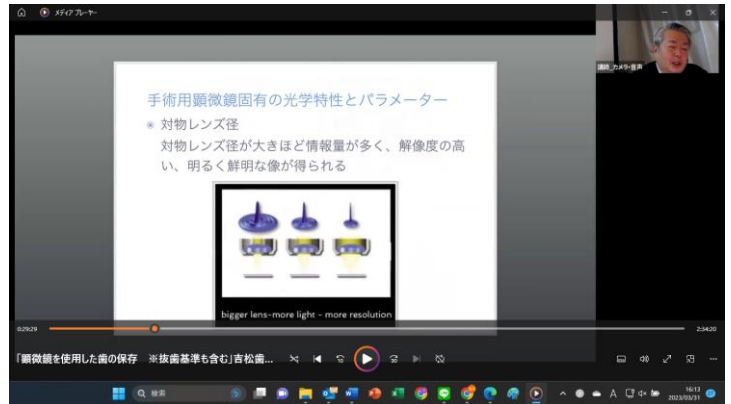 メディア プレーヤー
講師_カメラ・音声
手術用顕微鏡固有の光学特性とパラメーター
対物レンズ径
対物レンズ径が大きほど情報量が多く、解像度の高
い、明るく鮮明な像が得られる
bigger lens-more light - more resolution
0:29:29
2:34:20
「顕微鏡を使用した歯の保存 ※抜歯基準も含む」吉松歯...
検索
A
16:13
2023/03/31